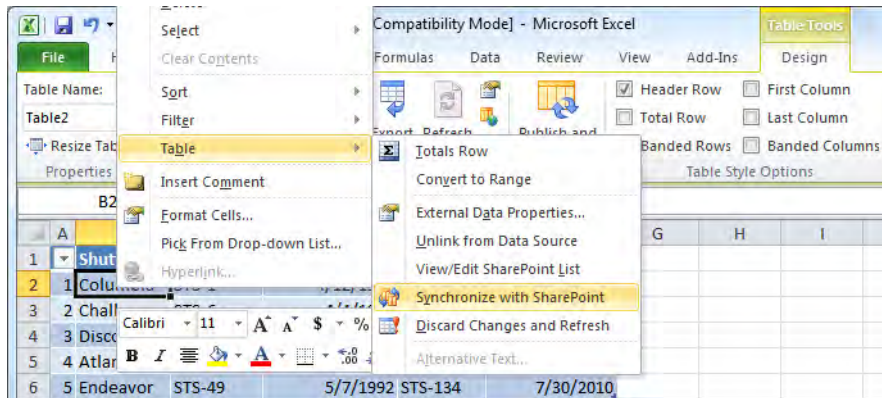 Select
[Compatibility Mode] - Microsoft Excel
Table Tools
File
Clear Contents
Formulas Data Review View Add-Ins Design
Table Name:
Sort
Header Row First Column
Table2
Filter
Total Row Last Column
Export Refresh Publish and
Resize Tab
Table
Totals Row
Banded Rows Banded Columns
Properties
Insert Comment
Convert to Range
Table Style Options
B2
Format Cells...
External Data Properties...
A
Pick From Drop-down List...
Unlink from Data Source
G H I
1 Shut
Hyperlink...
View/Edit SharePoint List
2 1 Columbia STS-1
Synchronize with SharePoint
3 2 Chall
Calibri 11 A A $ %
Discard Changes and Refresh
4 3 Disco
B I A .00
Alternative Text...
5 4 Atlan
6 5 Endeavor STS-49 5/7/1992 STS-134 7/30/2010